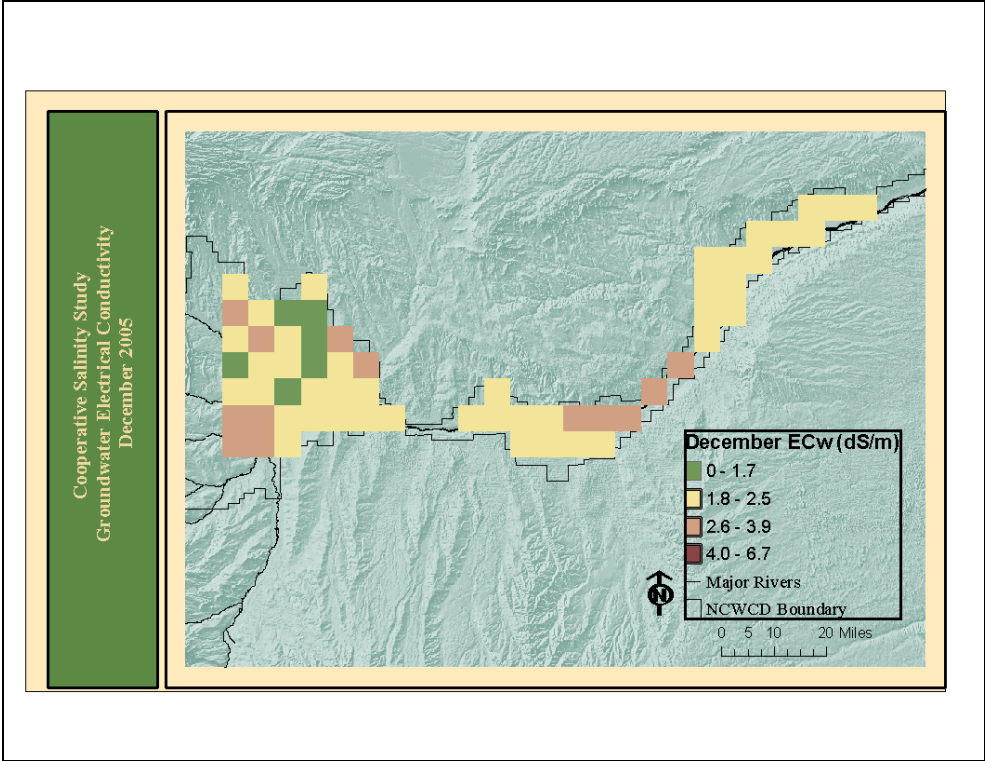 Cooperative Salinity Study
Groundwater Electrical Conductivity
December 2005
December ECw (dS/m)
0 - 1.7
1.8 - 2.5
2.6 - 3.9
4.0 - 6.7
Major Rivers
NCWCD Boundary
N
0 5 10 20 Miles